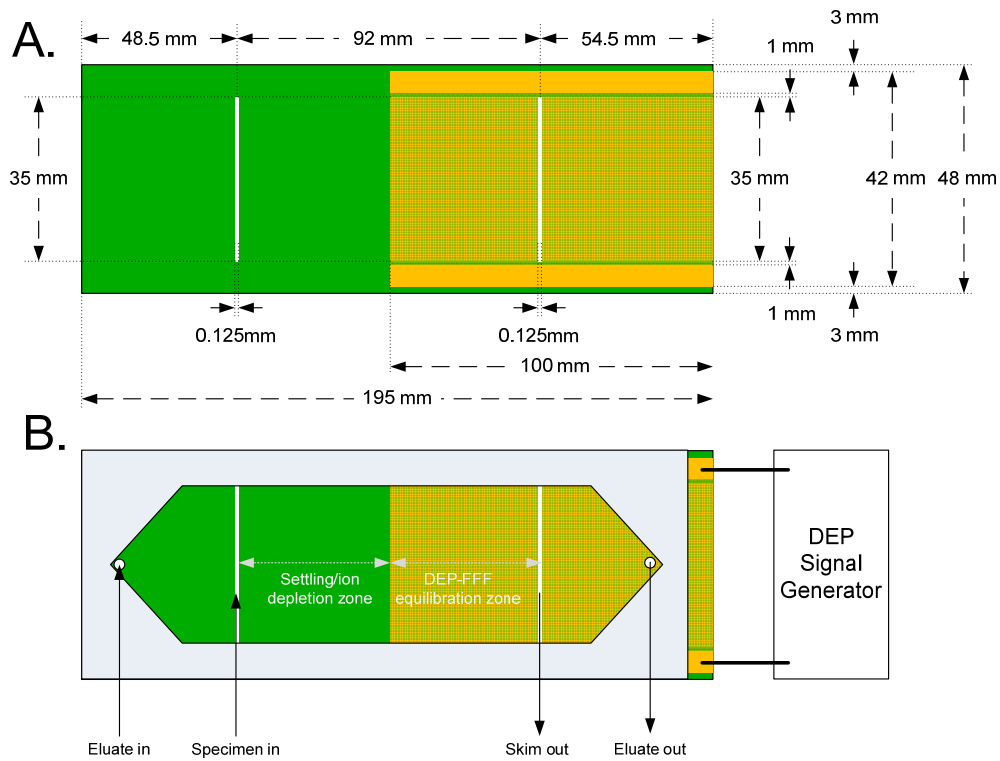 A.
48.5 mm
92 mm
54.5 mm
3 mm
1 mm
35 mm
35 mm
42 mm
48 mm
0.125mm
0.125mm
1 mm
3 mm
100 mm
195 mm
B.
Settling/ion
depletion zone
DEP-FFF
equilibration zone
DEP
Signal
Generator
Eluate in
Specimen in
Skim out
Eluate out